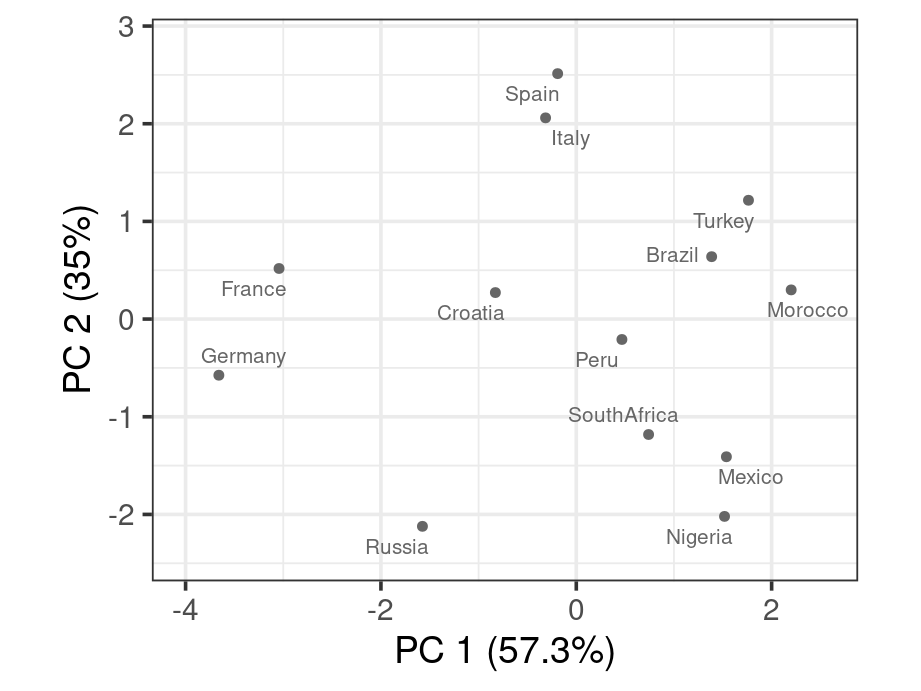 3
Spain
2
Italy
Turkey
1
Brazil
France
Morocco
Croatia
0
Germany
Peru
SouthAfrica
-1
Mexico
-2
Nigeria
Russia
PC 2 (35%)
-4
-2
0
2
PC 1 (57.3%)